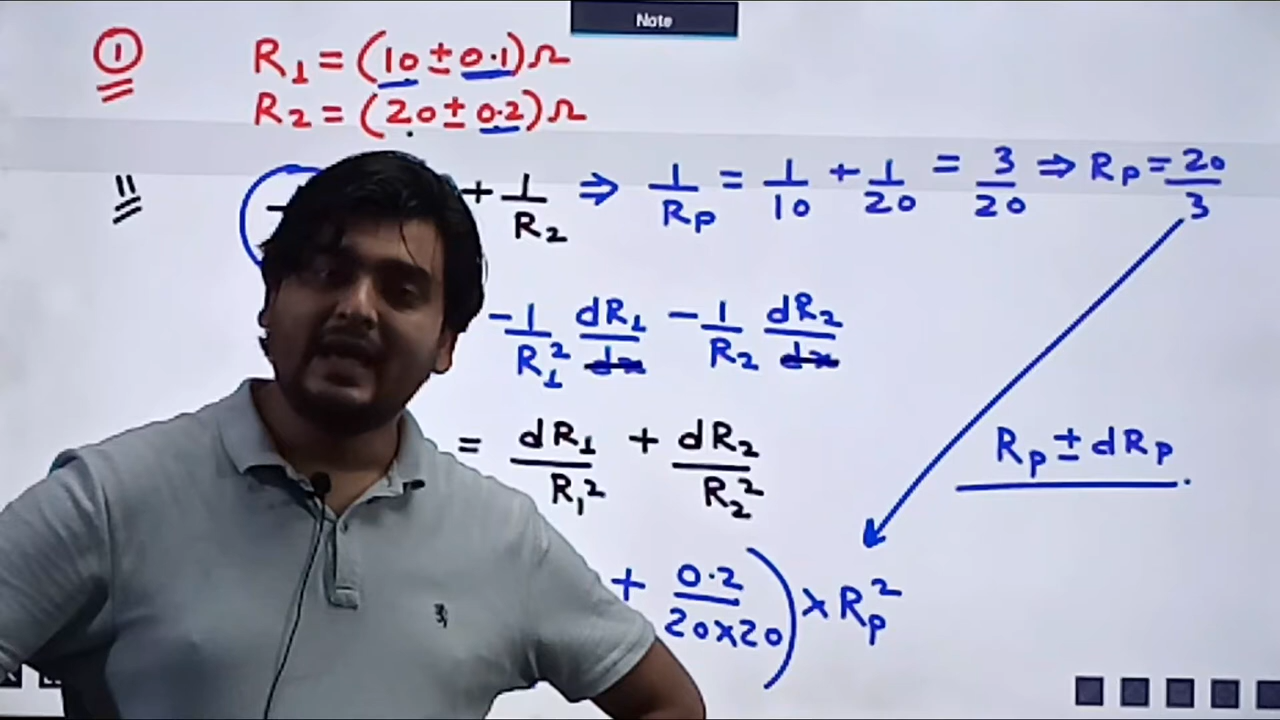 Note
① R₁ = (10 ± 0.1) Ω
R₂ = (20 ± 0.2) Ω
+ 1/R₂ ⇒ 1/Rp = 1/10 + 1/20 = 3/20 ⇒ Rp = 20/3
- 1/R₁² dR₁/dx - 1/R₂ dR₂/dx
= dR₁/R₁² + dR₂/R₂²
Rp ± dRp
+ 0.2/20×20) × Rp²